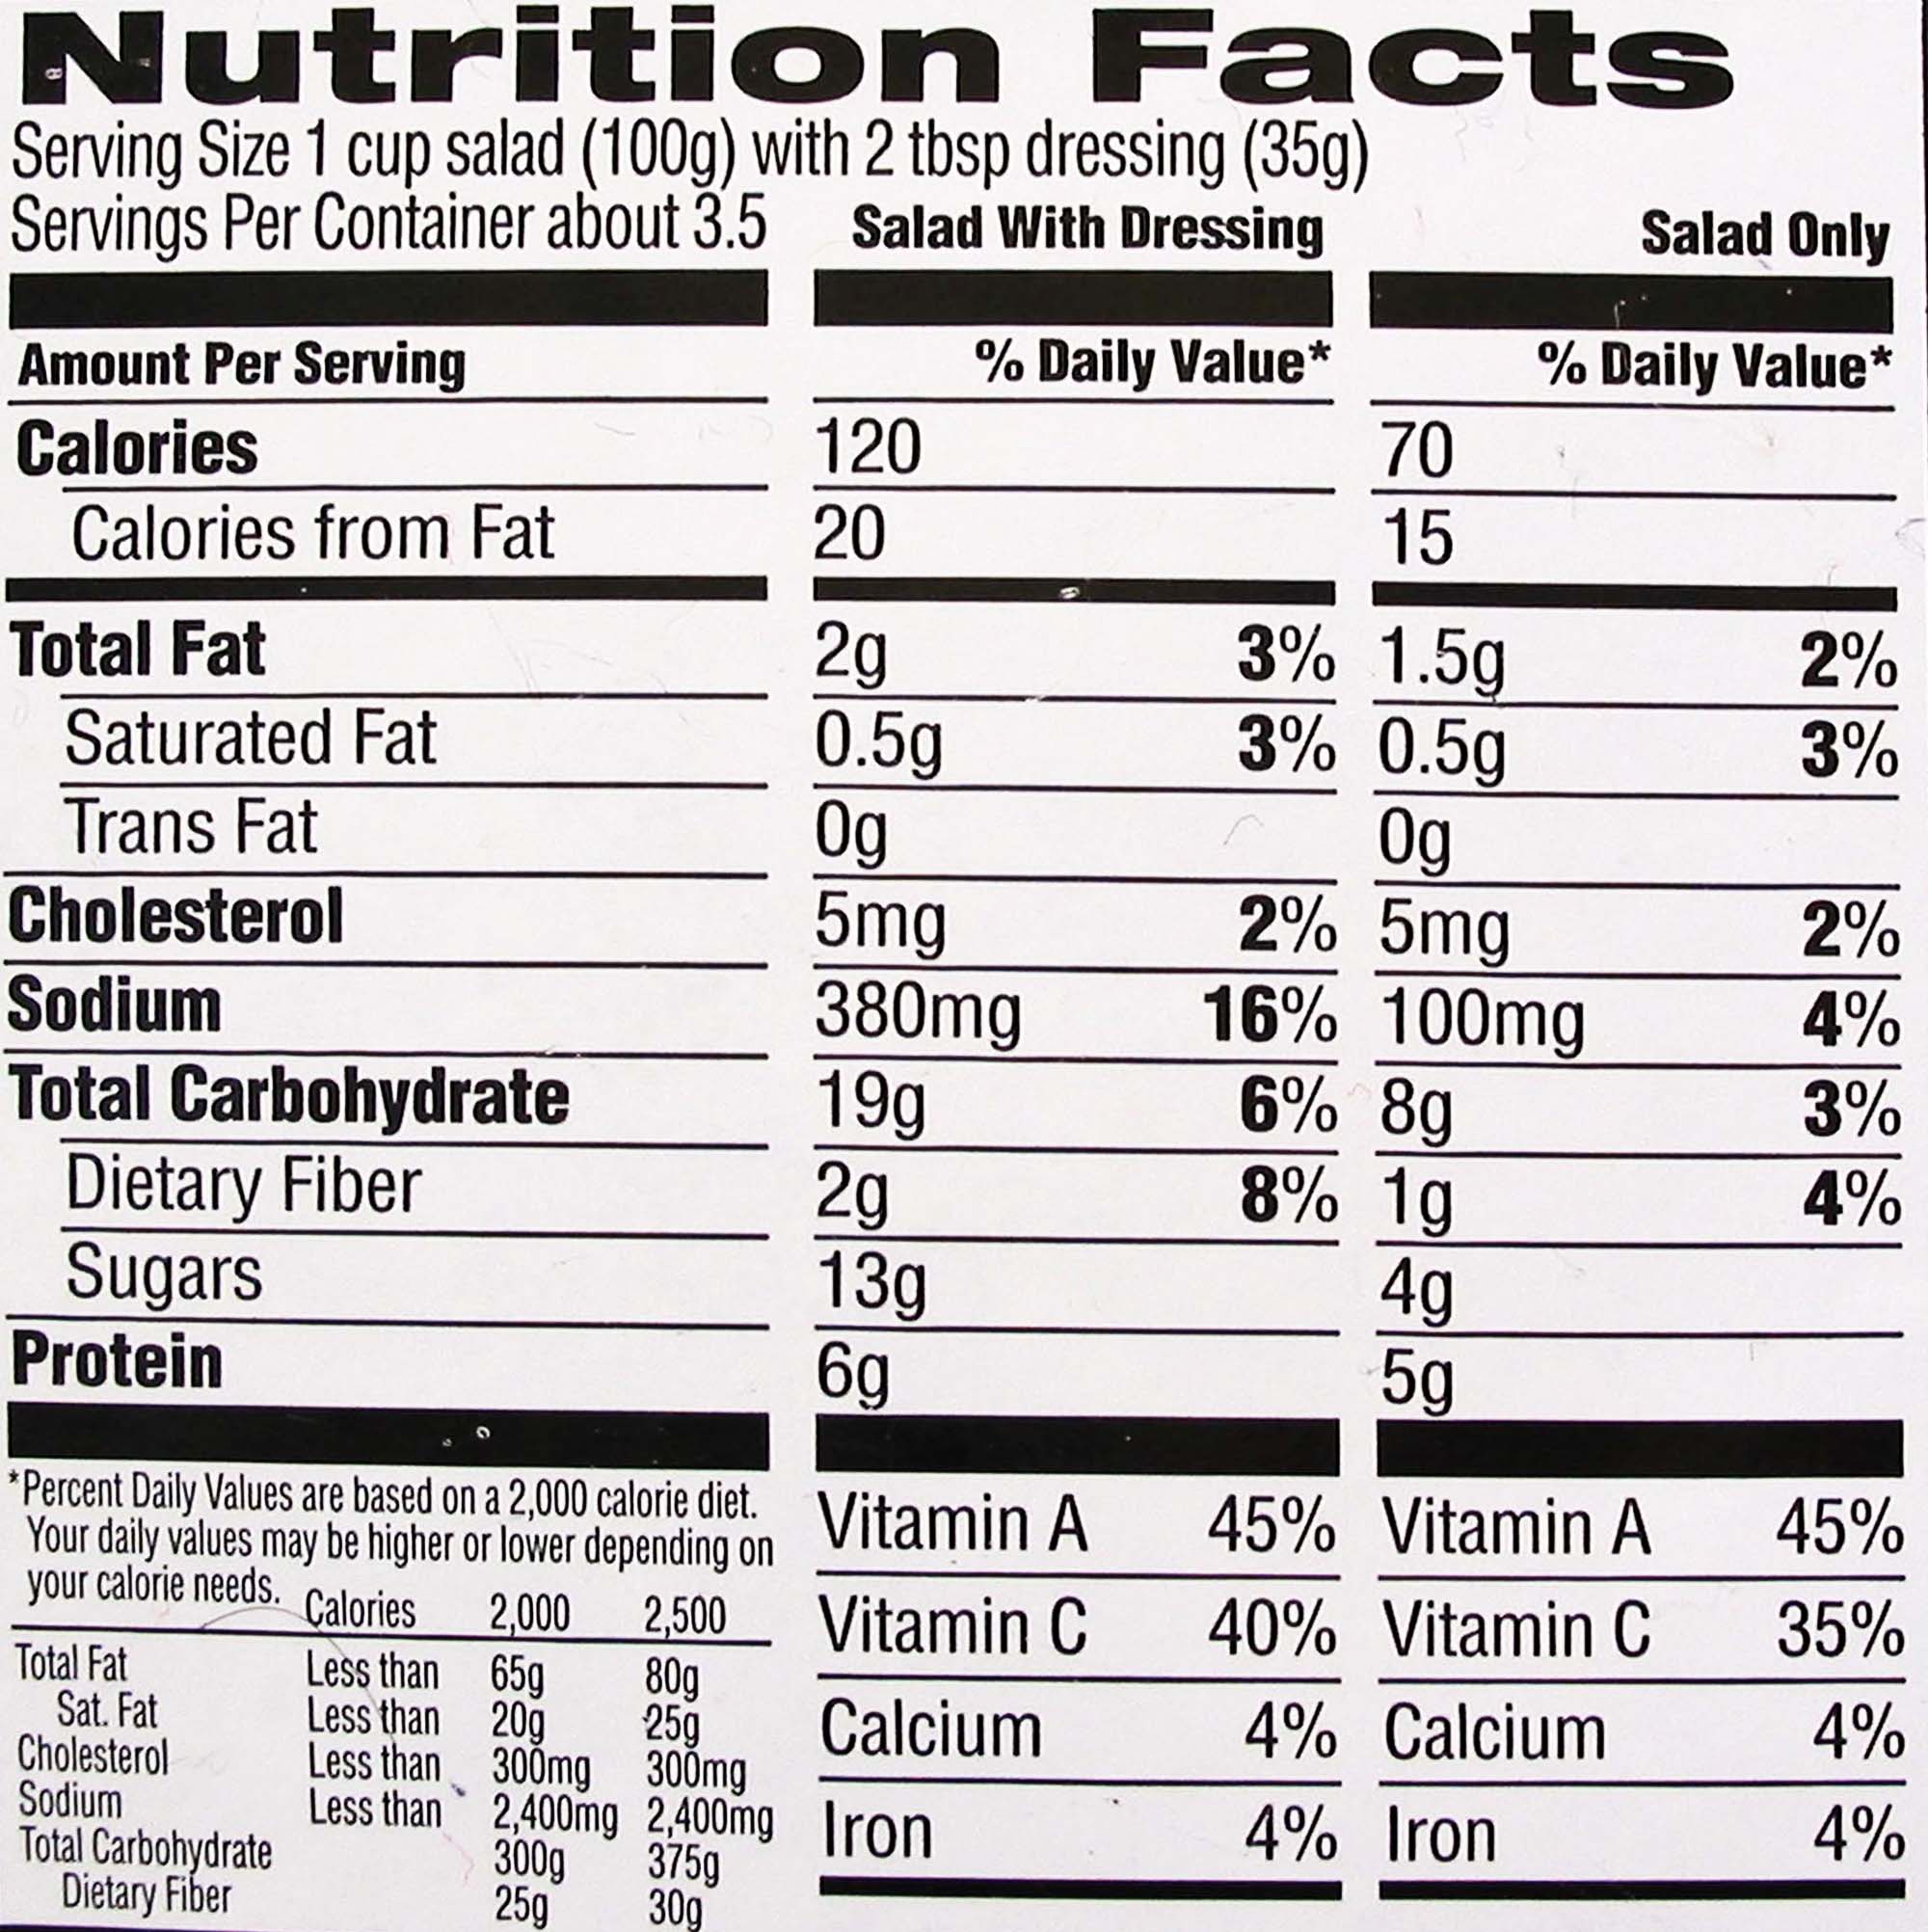 Nutrition Facts
Serving Size 1 cup salad (100g) with 2 tbsp dressing (35g)
Servings Per Container about 3.5 Salad With Dressing Salad Only
Amount Per Serving % Daily Value* % Daily Value*
Calories 120 70
Calories from Fat 20 15
Total Fat 2g 3% 1.5g 2%
Saturated Fat 0.5g 3% 0.5g 3%
Trans Fat 0g 0g
Cholesterol 5mg 2% 5mg 2%
Sodium 380mg 16% 100mg 4%
Total Carbohydrate 19g 6% 8g 3%
Dietary Fiber 2g 8% 1g 4%
Sugars 13g 4g
Protein 6g 5g
*Percent Daily Values are based on a 2,000 calorie diet.
Your daily values may be higher or lower depending on
your calorie needs.
Calories 2,000 2,500
Total Fat Less than 65g 80g
Sat. Fat Less than 20g 25g
Cholesterol Less than 300mg 300mg
Sodium Less than 2,400mg 2,400mg
Total Carbohydrate 300g 375g
Dietary Fiber 25g 30g
Vitamin A 45% Vitamin A 45%
Vitamin C 40% Vitamin C 35%
Calcium 4% Calcium 4%
Iron 4% Iron 4%